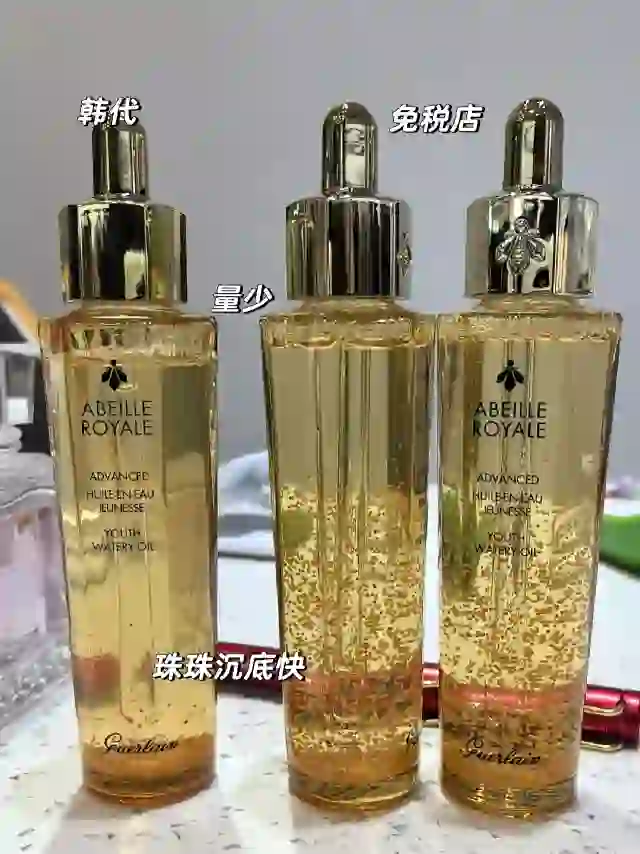 韩代
免税店
量少
ABEILLE
ROYALE
ADVANCED
HUILE-EN-EAU
JEUNESSE
YOUTH
WATERY OIL
Guerlain
ABEILLE
ROYALE
ADVANCED
HUILE-EN-EAU
JEUNESSE
YOUTH
WATERY OIL
Guerlain
珠珠沉底快